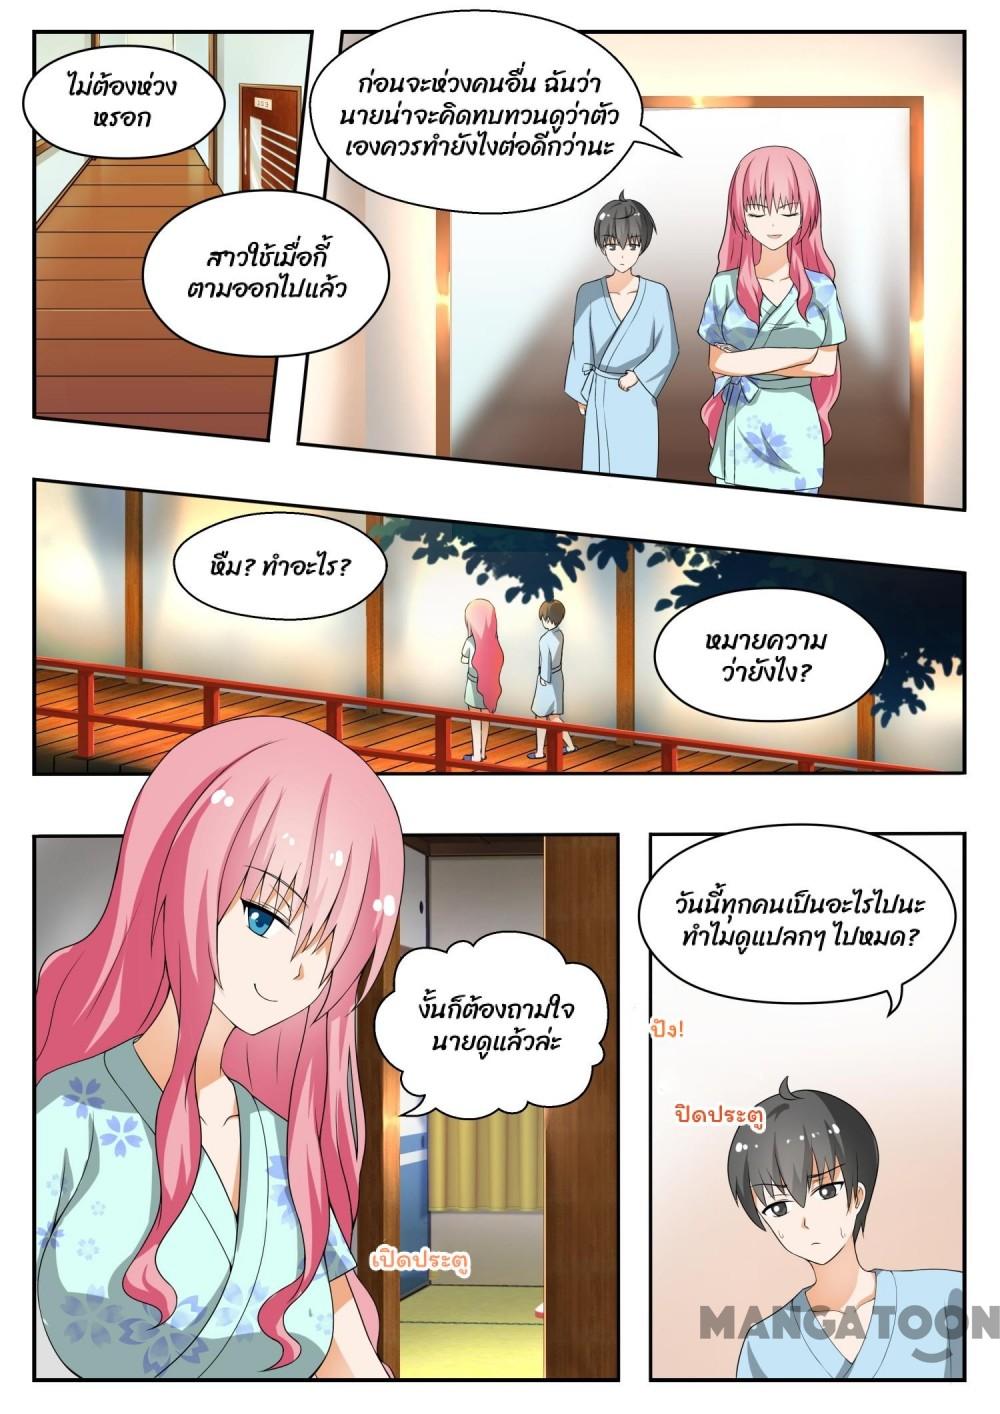 ไม่ต้องห่วง
หรอก
สาวใช้เมื่อกี้
ตามออกไปแล้ว
ก่อนจะห่วงคนอื่น ฉันว่า
นายน่าจะคิดทบทวนดูว่าตัว
เองควรทำยังไงต่อดีกว่านะ
หืม? ทำอะไร?
หมายความ
ว่ายังไง?
งั้นก็ต้องถามใจ
นายดูแล้วล่ะ
เปิดประตู
วันนี้ทุกคนเป็นอะไรไปนะ
ทำไมดูแปลกๆ ไปหมด?
ปัง!
ปิดประตู
MANGATOON